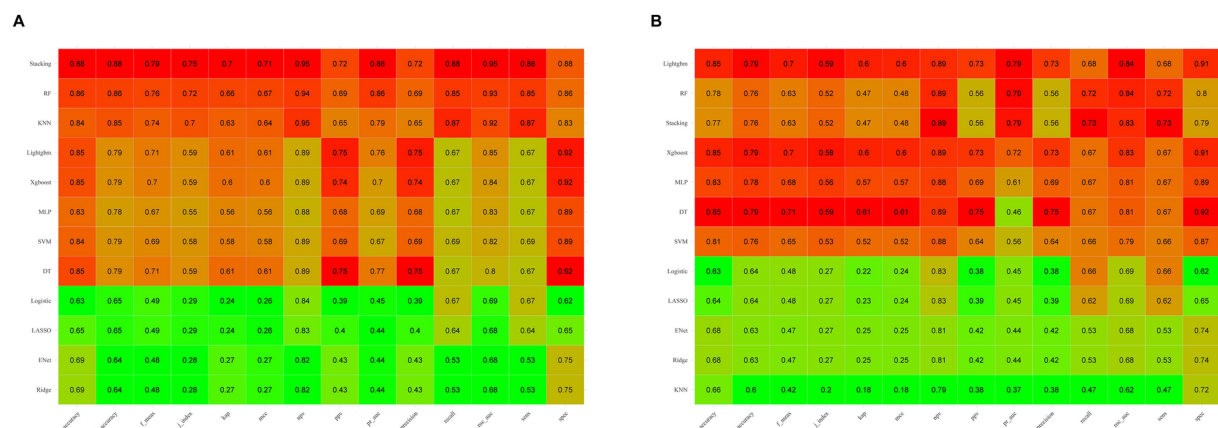 A
Stacking 0.88 0.88 0.79 0.75 0.7 0.71 0.95 0.72 0.88 0.72 0.88 0.95 0.88 0.88
RF 0.86 0.86 0.76 0.72 0.66 0.67 0.94 0.69 0.86 0.69 0.85 0.93 0.85 0.86
KNN 0.84 0.85 0.74 0.7 0.63 0.64 0.95 0.65 0.79 0.65 0.87 0.92 0.87 0.83
Lightgbm 0.85 0.79 0.71 0.59 0.61 0.61 0.89 0.75 0.76 0.75 0.67 0.85 0.67 0.92
Xgboost 0.85 0.79 0.7 0.59 0.6 0.6 0.89 0.74 0.7 0.74 0.67 0.84 0.67 0.92
MLP 0.83 0.78 0.67 0.55 0.56 0.56 0.88 0.68 0.69 0.68 0.67 0.83 0.67 0.89
SVM 0.84 0.79 0.69 0.58 0.58 0.58 0.89 0.69 0.67 0.69 0.69 0.82 0.69 0.89
DT 0.85 0.79 0.71 0.59 0.61 0.61 0.89 0.75 0.77 0.75 0.67 0.8 0.67 0.92
Logistic 0.63 0.65 0.49 0.29 0.24 0.26 0.84 0.39 0.45 0.39 0.67 0.69 0.67 0.62
LASSO 0.65 0.65 0.49 0.29 0.24 0.26 0.83 0.4 0.44 0.4 0.64 0.68 0.64 0.65
ENet 0.69 0.64 0.48 0.28 0.27 0.27 0.82 0.43 0.44 0.43 0.53 0.68 0.53 0.75
Ridge 0.69 0.64 0.48 0.28 0.27 0.27 0.82 0.43 0.44 0.43 0.53 0.68 0.53 0.75
accuracy f_meas j_index kap mcc npv ppv pr_auc precision recall roc_auc sens spec
B
Lightgbm 0.85 0.79 0.7 0.59 0.6 0.6 0.89 0.73 0.79 0.73 0.68 0.84 0.68 0.91
RF 0.78 0.76 0.63 0.52 0.47 0.48 0.89 0.56 0.79 0.56 0.72 0.84 0.72 0.8
Stacking 0.77 0.76 0.63 0.52 0.47 0.48 0.89 0.56 0.79 0.56 0.73 0.83 0.73 0.79
Xgboost 0.85 0.79 0.7 0.58 0.6 0.6 0.89 0.73 0.72 0.73 0.67 0.83 0.67 0.91
MLP 0.83 0.78 0.68 0.56 0.57 0.57 0.88 0.69 0.61 0.69 0.67 0.81 0.67 0.89
DT 0.85 0.79 0.71 0.59 0.61 0.61 0.89 0.75 0.46 0.75 0.67 0.81 0.67 0.92
SVM 0.81 0.76 0.65 0.53 0.52 0.52 0.88 0.64 0.56 0.64 0.66 0.79 0.66 0.87
Logistic 0.63 0.64 0.48 0.27 0.22 0.24 0.83 0.38 0.45 0.38 0.66 0.69 0.66 0.62
LASSO 0.64 0.64 0.48 0.27 0.23 0.24 0.83 0.39 0.45 0.39 0.62 0.69 0.62 0.65
ENet 0.68 0.63 0.47 0.27 0.25 0.25 0.81 0.42 0.44 0.42 0.53 0.68 0.53 0.74
Ridge 0.68 0.63 0.47 0.27 0.25 0.25 0.81 0.42 0.44 0.42 0.53 0.68 0.53 0.74
KNN 0.66 0.6 0.42 0.2 0.18 0.18 0.79 0.38 0.37 0.38 0.47 0.62 0.47 0.72
accuracy f_meas j_index kap mcc npv ppv pr_auc precision recall roc_auc sens spec